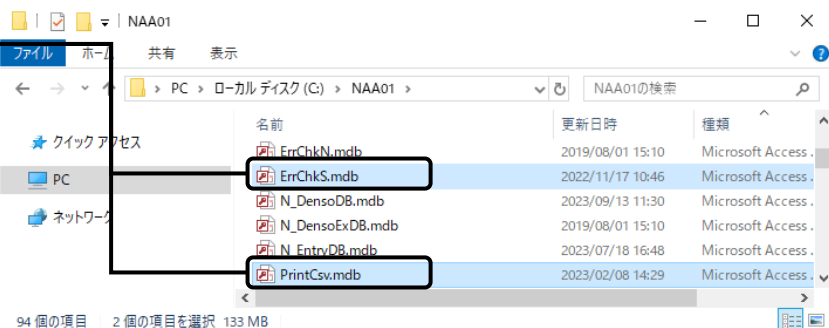 NAA01
ファイル ホーム 共有 表示
PC ローカル ディスク (C:) NAA01 NAA01の検索
名前 更新日時 種類
クイック アクセス
PC
ネットワーク
ErrChkN.mdb 2019/08/01 15:10 Microsoft Access .
ErrChkS.mdb 2022/11/17 10:46 Microsoft Access .
N_DensoDB.mdb 2023/09/13 11:30 Microsoft Access .
N_DensoExDB.mdb 2019/08/01 15:10 Microsoft Access .
N_EntryDB.mdb 2023/07/18 16:48 Microsoft Access .
PrintCsv.mdb 2023/02/08 14:29 Microsoft Access .
94 個の項目 2 個の項目を選択 133 MB